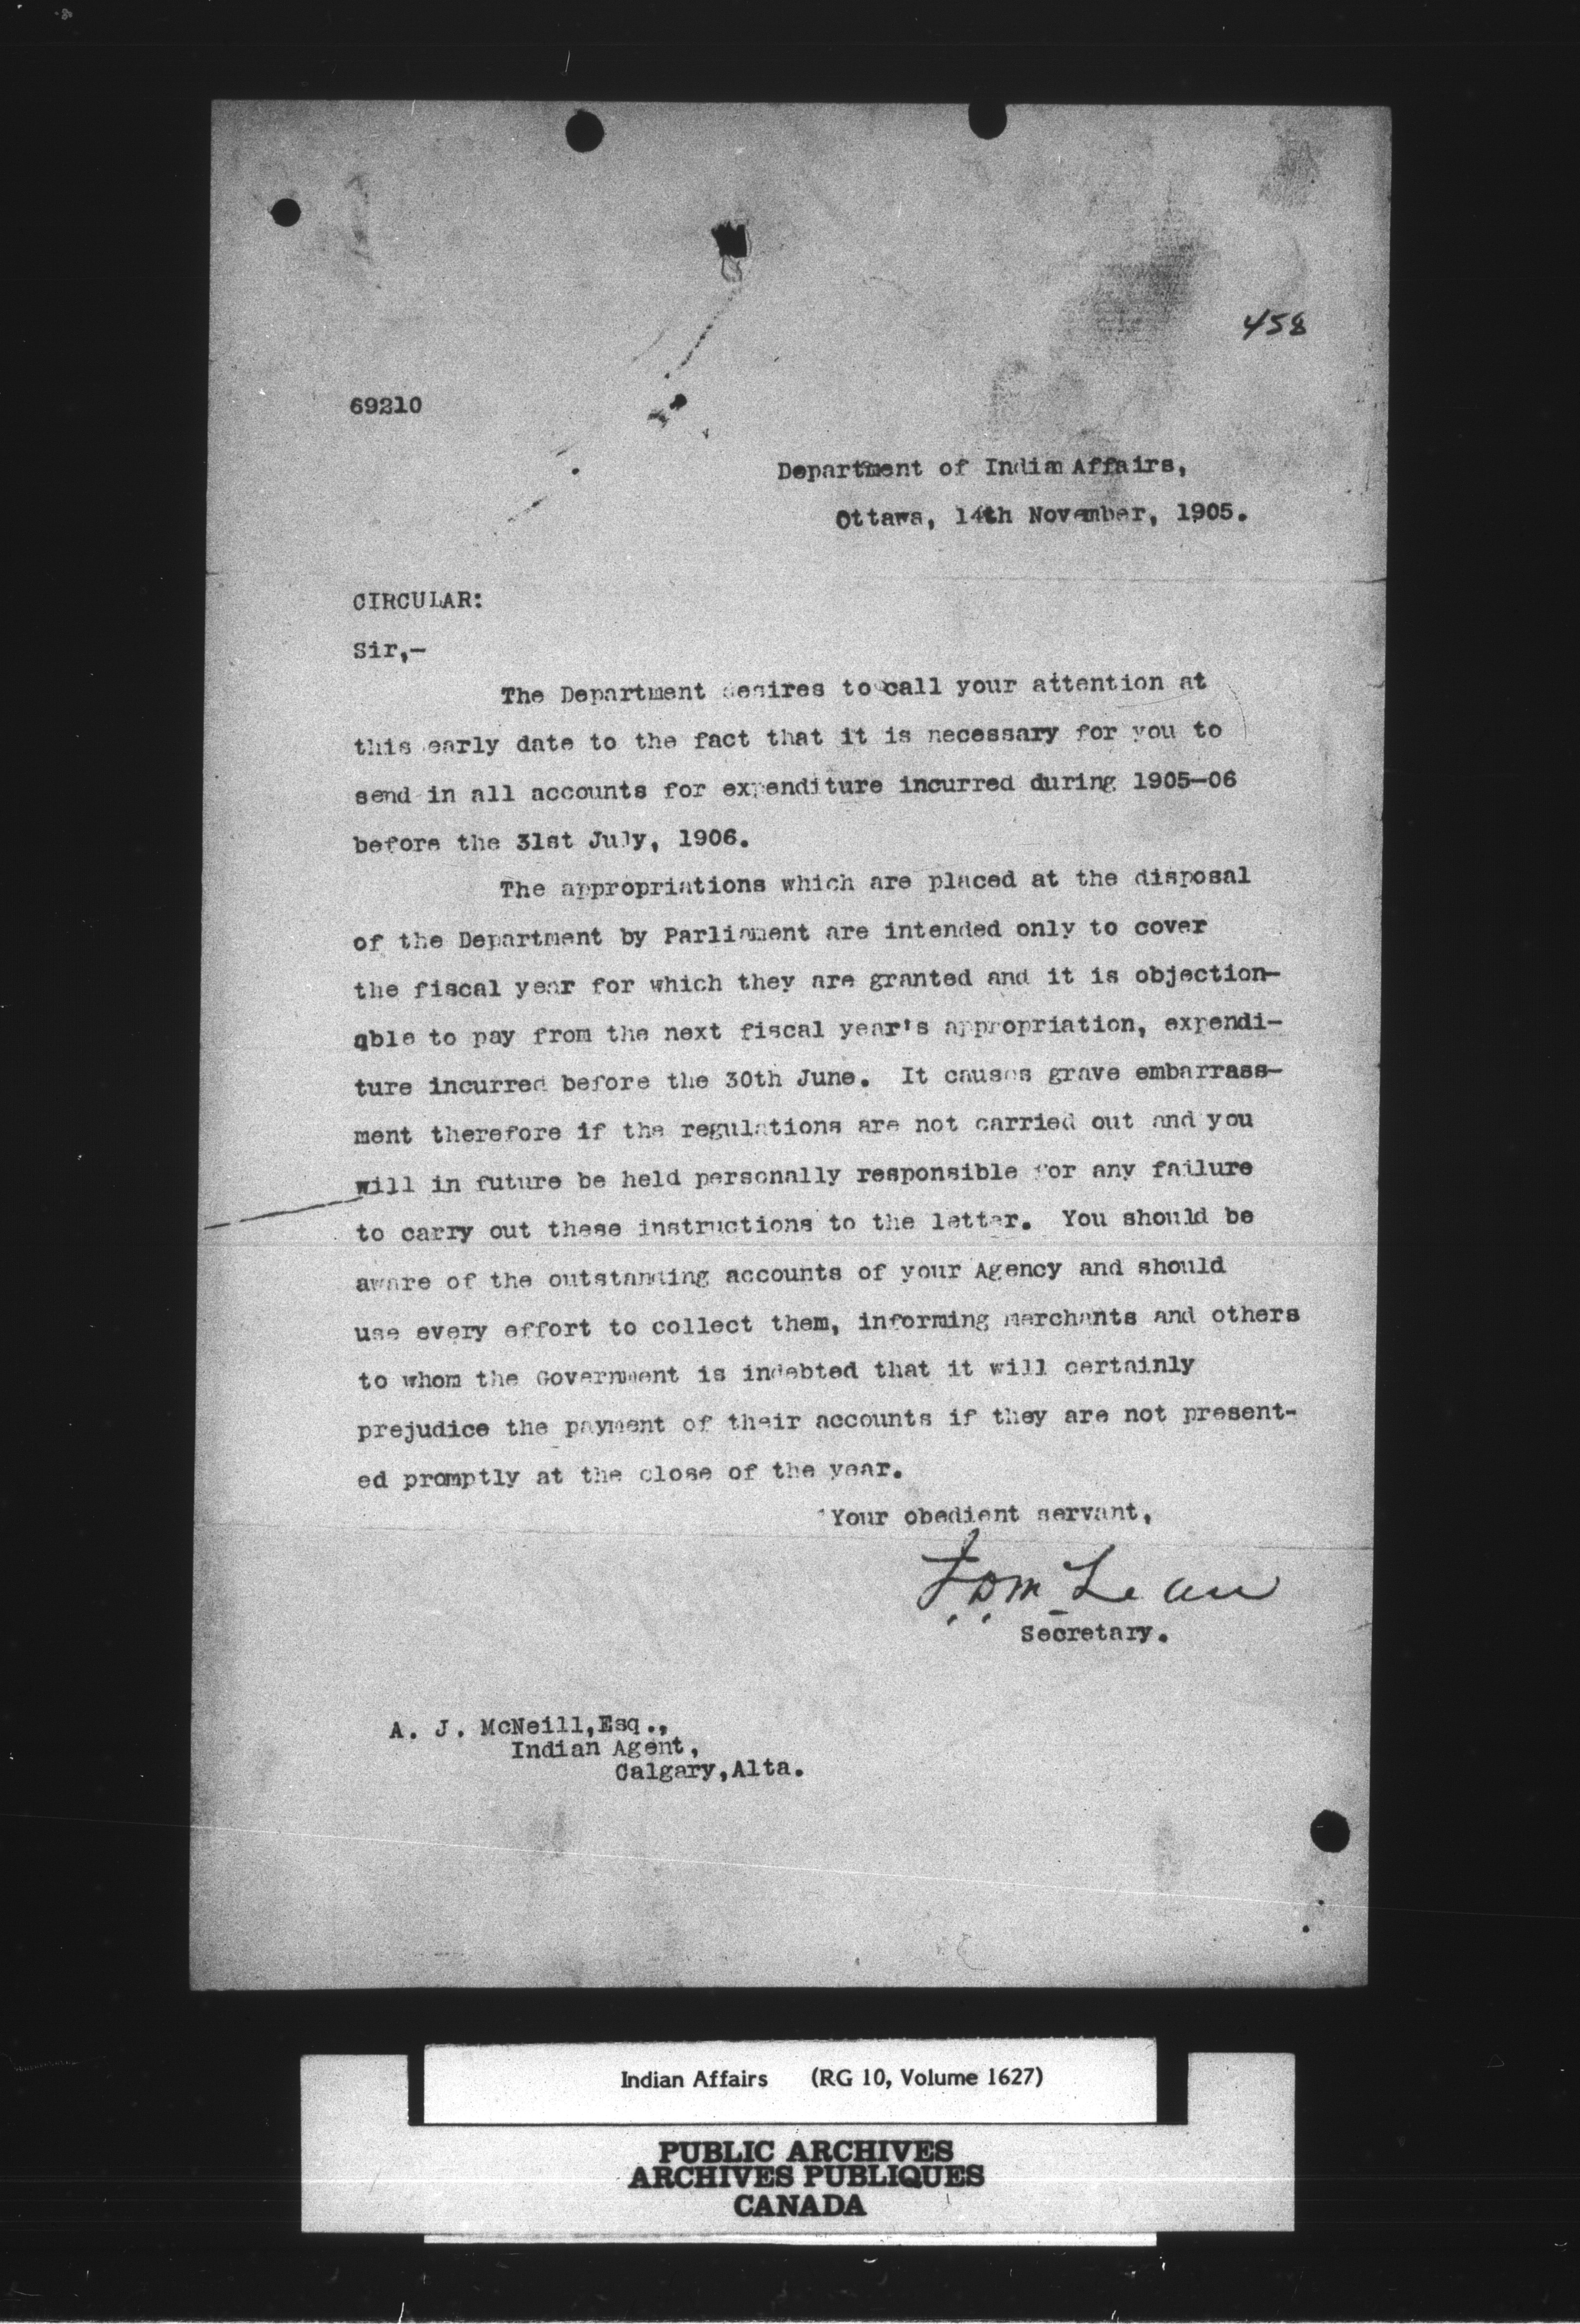 458
69210
Department of Indian Affairs,
Ottawa, 14th November, 1905.
CIRCULAR:
Sir,-
The Department desires to call your attention at
this early date to the fact that it is necessary for you to
send in all accounts for expenditure incurred during 1905-06
before the 31st July, 1906.
The appropriations which are placed at the disposal
of the Department by Parliament are intended only to cover
the fiscal year for which they are granted and it is objection-
able to pay from the next fiscal year's appropriation, expendi-
ture incurred before the 30th June. It causes grave embarrass-
ment therefore if the regulations are not carried out and you
will in future be held personally responsible for any failure
to carry out these instructions to the letter. You should be
aware of the outstanding accounts of your Agency and should
use every effort to collect them, informing merchants and others
to whom the Government is indebted that it will certainly
prejudice the payment of their accounts if they are not present-
ed promptly at the close of the year.
Your obedient servant,
J. D. McLean
Secretary.
A. J. McNeill, Esq.,
Indian Agent,
Calgary, Alta.
Indian Affairs (RG 10, Volume 1627)
PUBLIC ARCHIVES
ARCHIVES PUBLIQUES
CANADA